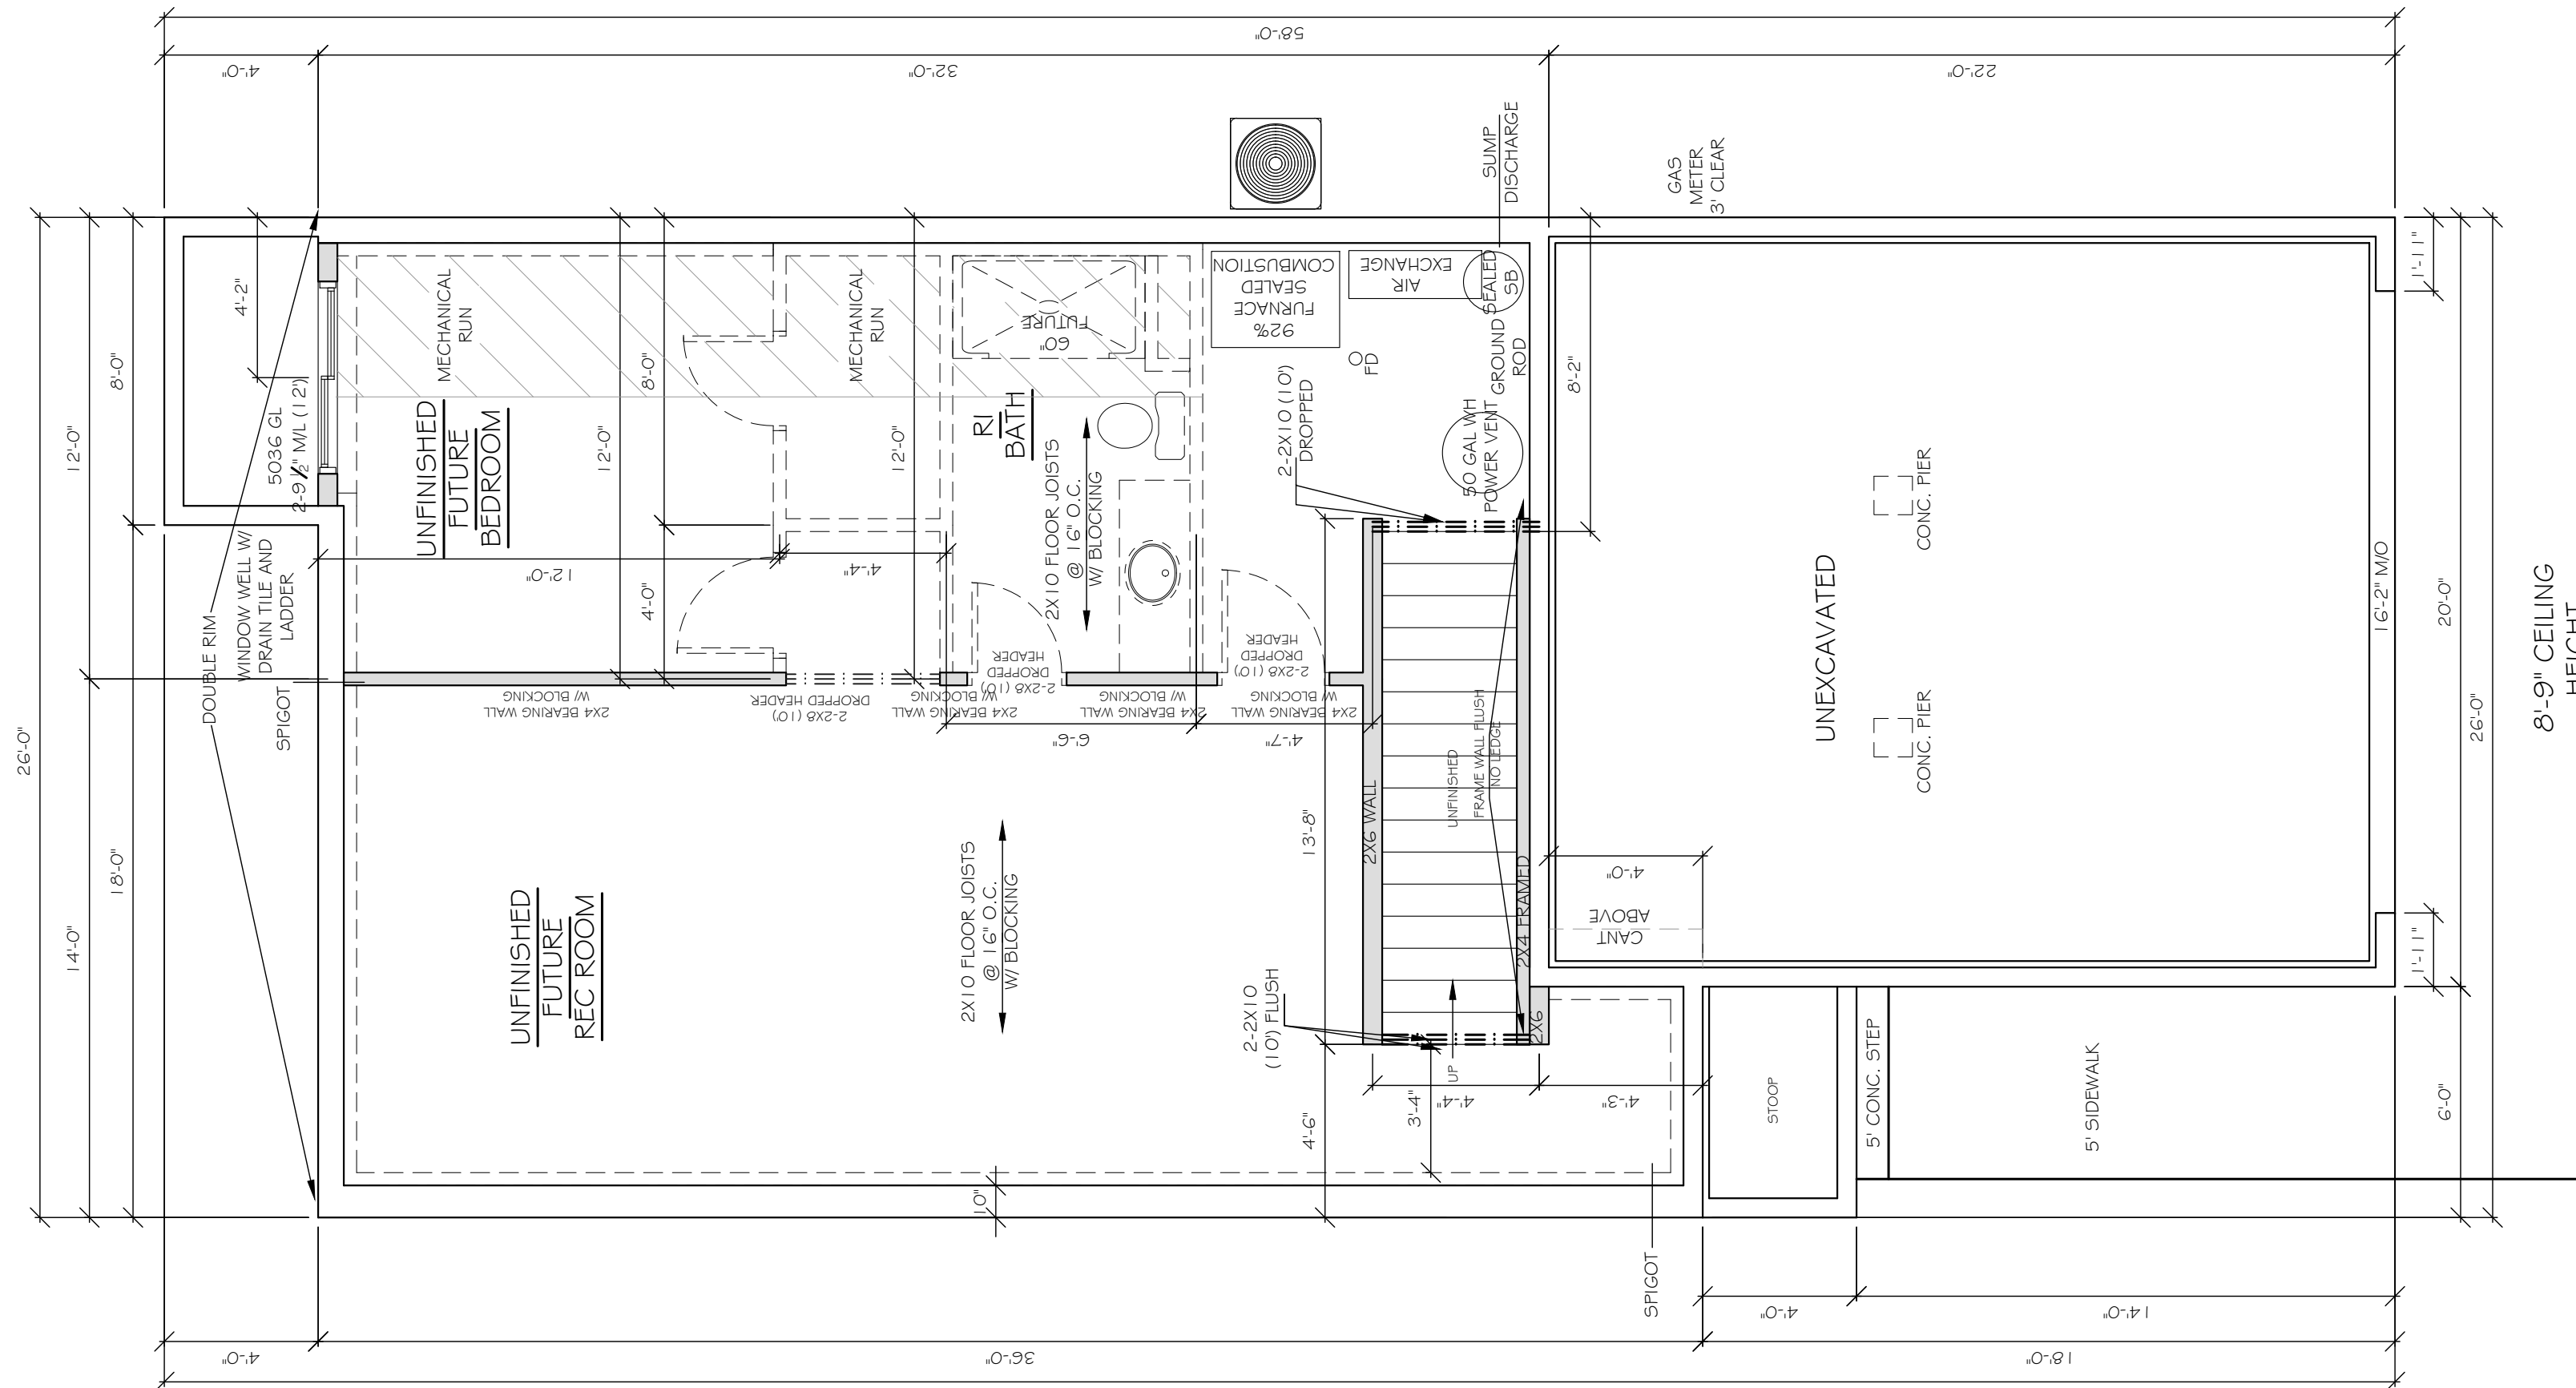 58'-0"
4'-0"
32'-0"
22'-0"
26'-0"
12'-0"
14'-0"
8'-0"
18'-0"
4'-2"
5036 GL
2-9 1/2" M/L (12')
MECHANICAL
RUN
UNFINISHED
FUTURE
BEDROOM
12'-0"
8'-0"
4'-0"
12'-0"
4'-4"
MECHANICAL
RUN
12'-0"
RI
BATH
60"
FUTURE
2X10 FLOOR JOISTS
@ 16" O.C.
W/ BLOCKING
92%
FURNACE
SEALED
COMBUSTION
AIR
EXCHANGE
SEALED
SB
SUMP
DISCHARGE
GAS
METER
3' CLEAR
FD
GROUND
ROD
50 GAL WH
POWER VENT
2-2X10 (10')
DROPPED
8'-2"
DOUBLE RIM
WINDOW WELL W/
DRAIN TILE AND
LADDER
SPIGOT
2X4 BEARING WALL
W/ BLOCKING
2-2X8 (10')
DROPPED HEADER
2X4 BEARING WALL
W/ BLOCKING
2-2X8 (10')
DROPPED
HEADER
2X4 BEARING WALL
W/ BLOCKING
2-2X8 (10')
DROPPED
HEADER
2X4 BEARING WALL
W/ BLOCKING
6'-6"
4'-7"
UNFINISHED
FUTURE
REC ROOM
2X10 FLOOR JOISTS
@ 16" O.C.
W/ BLOCKING
13'-8"
4'-6"
2X6 WALL
UNFINISHED
FRAME WALL FLUSH
NO LEDGE
2X4 FRAMED
2X6
2-2X10
(10') FLUSH
UP
3'-4"
4'-4"
4'-3"
10"
UNEXCAVATED
CONC. PIER
CONC. PIER
4'-0"
CANT
ABOVE
16'-2" M/O
1'-11"
1'-11"
20'-0"
6'-0"
26'-0"
8'-9" CEILING
HEIGHT
STOOP
5' CONC. STEP
5' SIDEWALK
SPIGOT
4'-0"
14'-0"
4'-0"
36'-0"
18'-0"